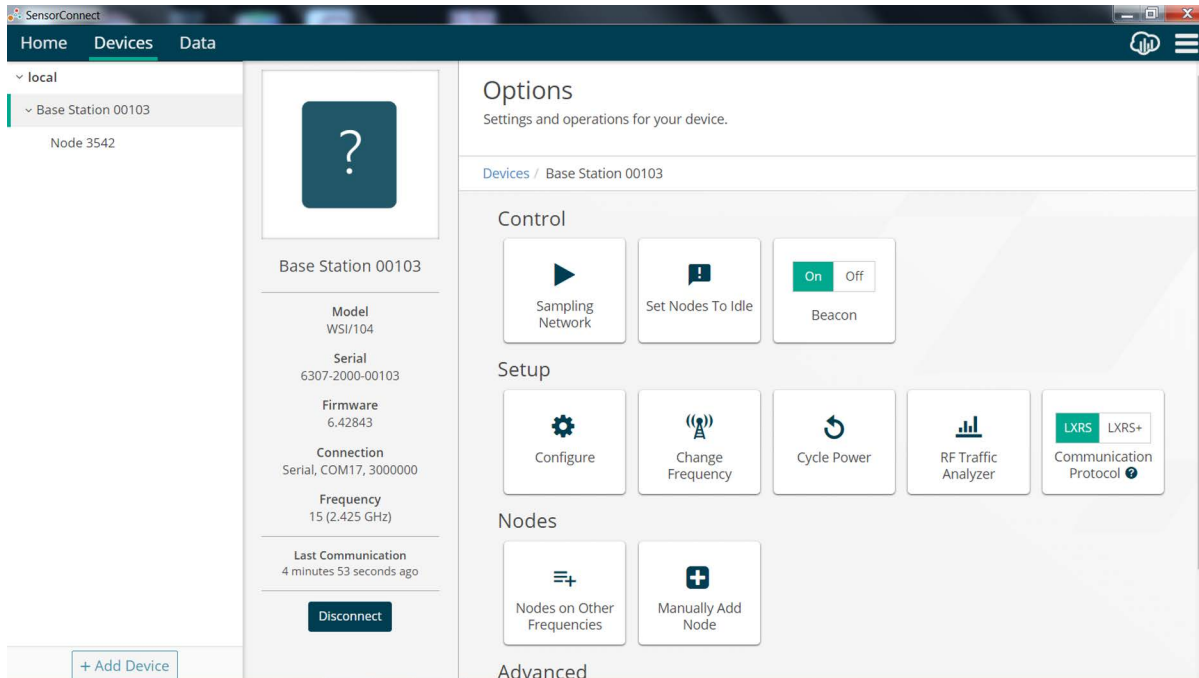 SensorConnect
Home Devices Data
local
Base Station 00103
Node 3542
+ Add Device
?
Base Station 00103
Model
WSI/104
Serial
6307-2000-00103
Firmware
6.42843
Connection
Serial, COM17, 3000000
Frequency
15 (2.425 GHz)
Last Communication
4 minutes 53 seconds ago
Disconnect
Options
Settings and operations for your device.
Devices / Base Station 00103
Control
Sampling
Network
Set Nodes To Idle
On Off
Beacon
Setup
Configure
Change
Frequency
Cycle Power
RF Traffic
Analyzer
LXRS LXRS+
Communication
Protocol ?
Nodes
Nodes on Other
Frequencies
Manually Add
Node
Advanced